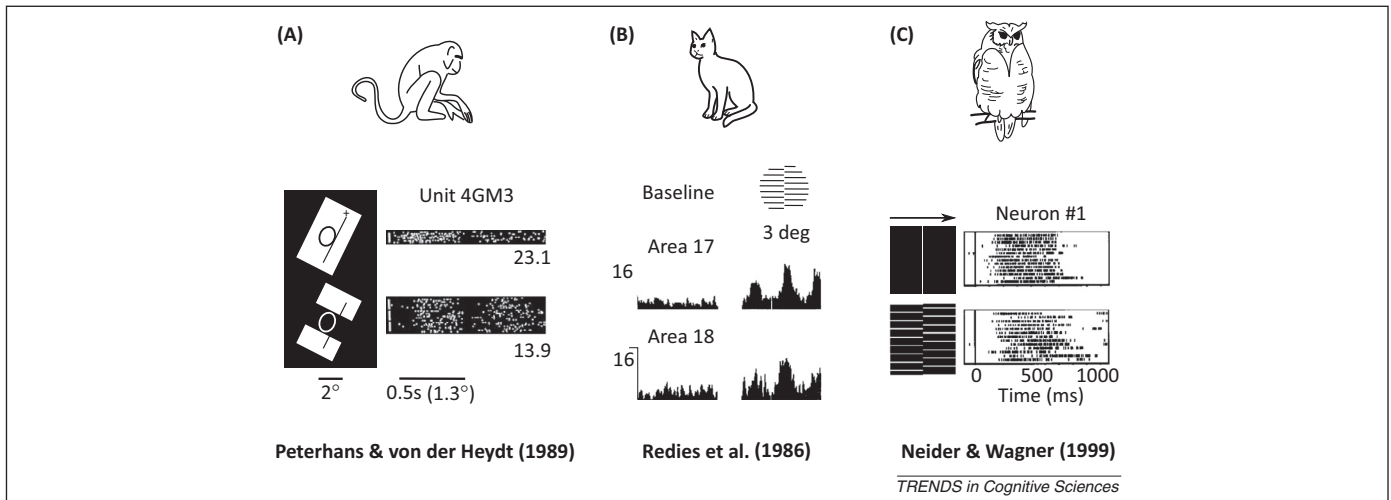 (A)
(B)
(C)
Unit 4GM3
23.1
13.9
2°
0.5s (1.3°)
Peterhans & von der Heydt (1989)
Baseline
3 deg
Area 17
16
Area 18
16
Redies et al. (1986)
Neuron #1
0 500 1000
Time (ms)
Neider & Wagner (1999)
TRENDS in Cognitive Sciences